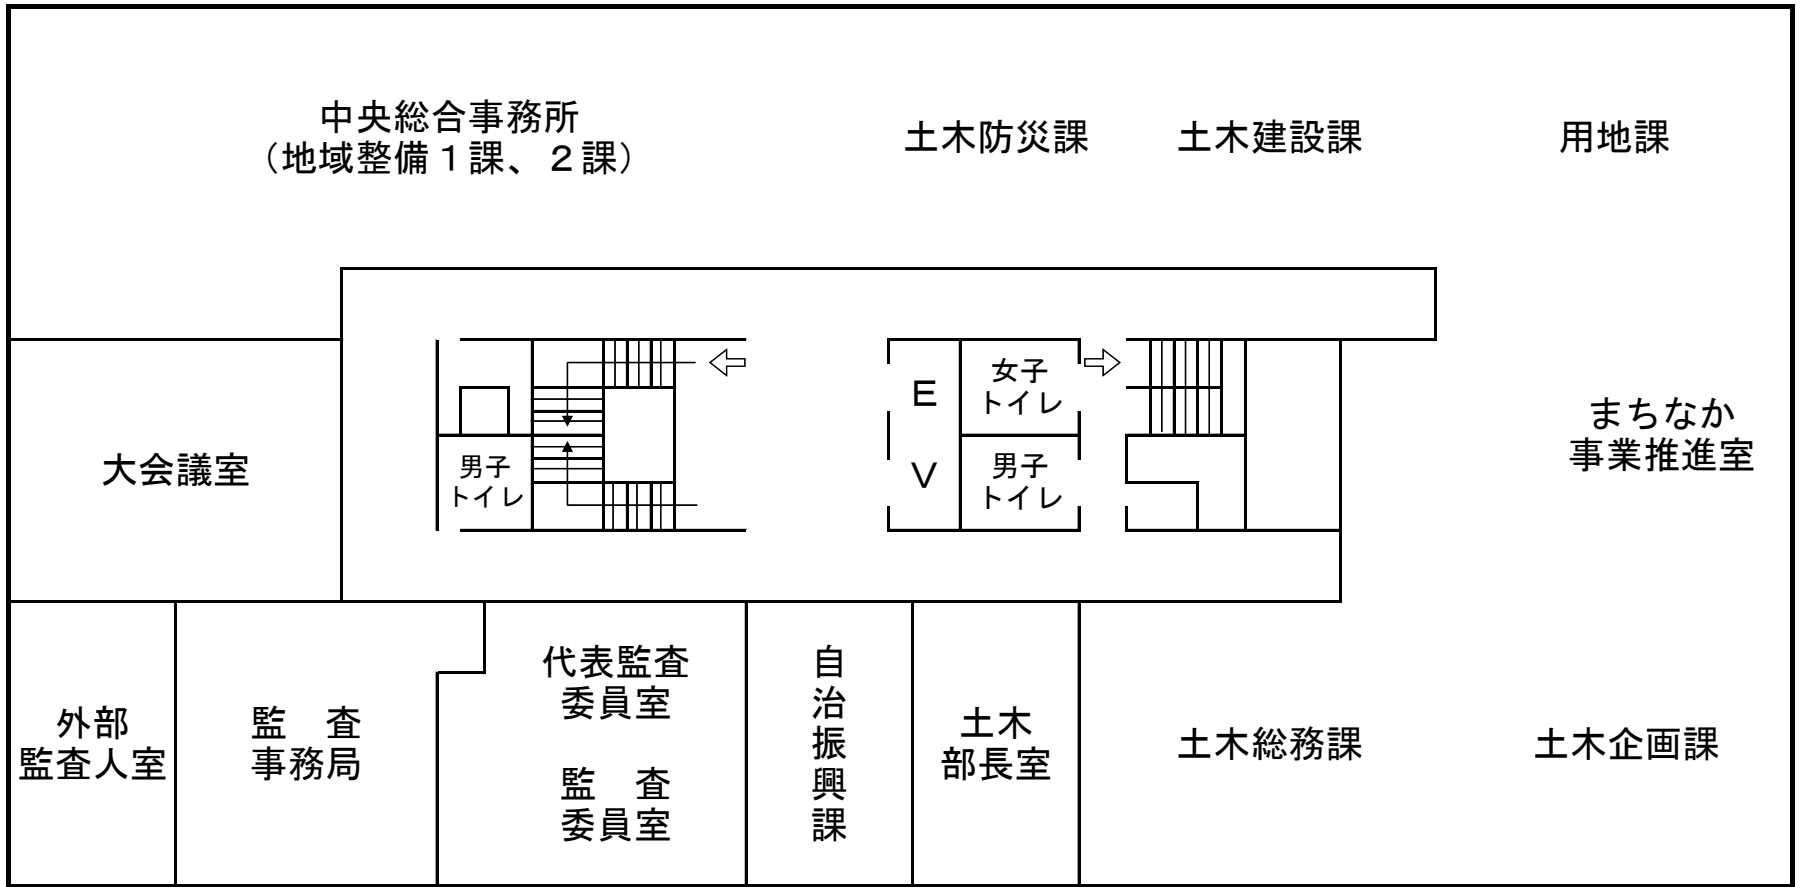 中央総合事務所
（地域整備１課、２課）
土木防災課
土木建設課
用地課
女子
トイレ
Ｅ
Ｖ
男子
トイレ
男子
トイレ
大会議室
まちなか
事業推進室
外部
監査人室
監　査
事務局
代表監査
委員室
監　査
委員室
自治振興課
土木
部長室
土木総務課
土木企画課